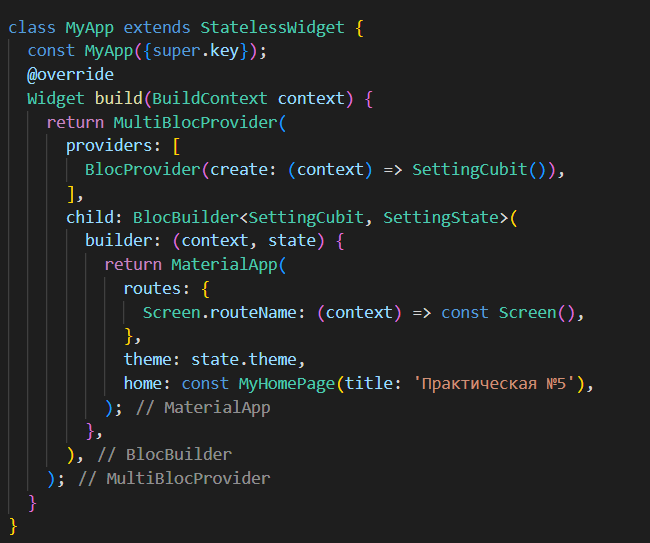 class MyApp extends StatelessWidget {
  const MyApp({super.key});
  @override
  Widget build(BuildContext context) {
    return MultiBlocProvider(
      providers: [
        BlocProvider(create: (context) => SettingCubit()),
      ],
      child: BlocBuilder<SettingCubit, SettingState>(
        builder: (context, state) {
          return MaterialApp(
            routes: {
              Screen.routeName: (context) => const Screen(),
            },
            theme: state.theme,
            home: const MyHomePage(title: 'Практическая №5'),
          ); // MaterialApp
        },
      ), // BlocBuilder
    ); // MultiBlocProvider
  }
}